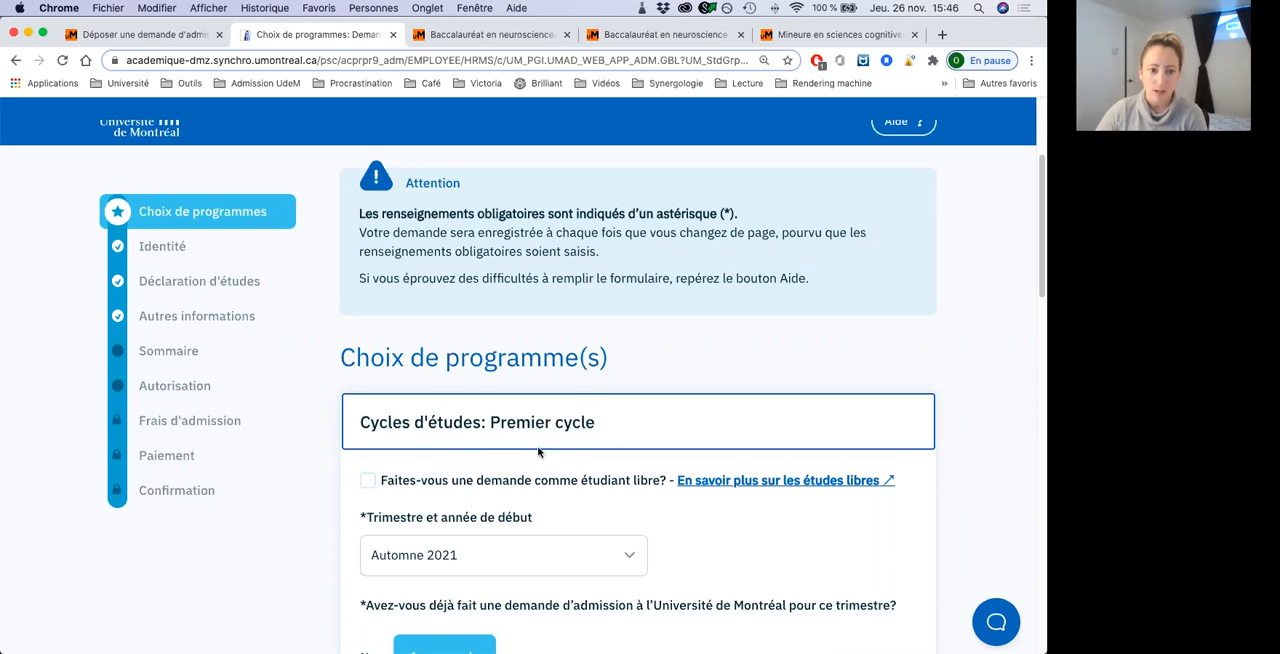 Chrome Fichier Modifier Afficher Historique Favoris Personnes Onglet Fenêtre Aide 100 % Jeu. 26 nov. 15:46
Déposer une demande d'admis Choix de programmes: Deman Baccalauréat en neuroscience Baccalauréat en neuroscience Mineure en sciences cognitive
academique-dmz.synchro.umontreal.ca/psc/acprpr9_adm/EMPLOYEE/HRMS/c/UM_PGI.UMAD_WEB_APP_ADM.GBL?UM_StdGrp... En pause
Applications Université Outils Admission UdeM Procrastination Café Victoria Brilliant Vidéos Synergologie Lecture Rendering machine » Autres favoris
Université
de Montréal
Aide ?
Choix de programmes
Identité
Déclaration d'études
Autres informations
Sommaire
Autorisation
Frais d'admission
Paiement
Confirmation
Attention
Les renseignements obligatoires sont indiqués d'un astérisque (*).
Votre demande sera enregistrée à chaque fois que vous changez de page, pourvu que les
renseignements obligatoires soient saisis.
Si vous éprouvez des difficultés à remplir le formulaire, repérez le bouton Aide.
Choix de programme(s)
Cycles d'études: Premier cycle
Faites-vous une demande comme étudiant libre? - En savoir plus sur les études libres
*Trimestre et année de début
Automne 2021
*Avez-vous déjà fait une demande d'admission à l'Université de Montréal pour ce trimestre?